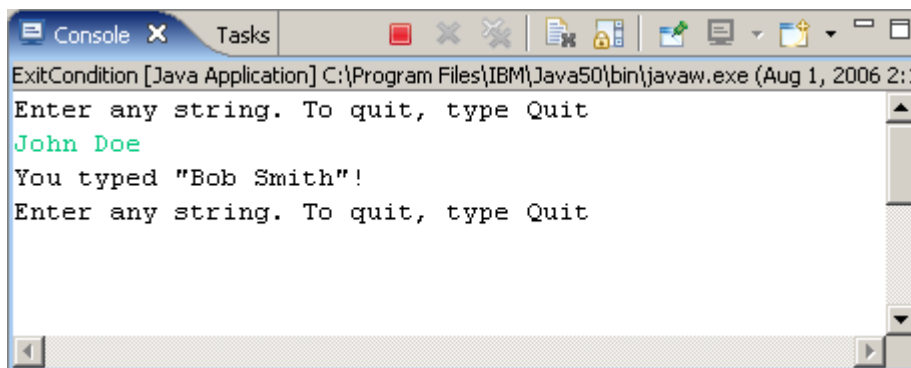 Console Tasks
ExitCondition [Java Application] C:\Program Files\IBM\Java50\bin\javaw.exe (Aug 1, 2006 2:
Enter any string. To quit, type Quit
John Doe
You typed "Bob Smith"!
Enter any string. To quit, type Quit